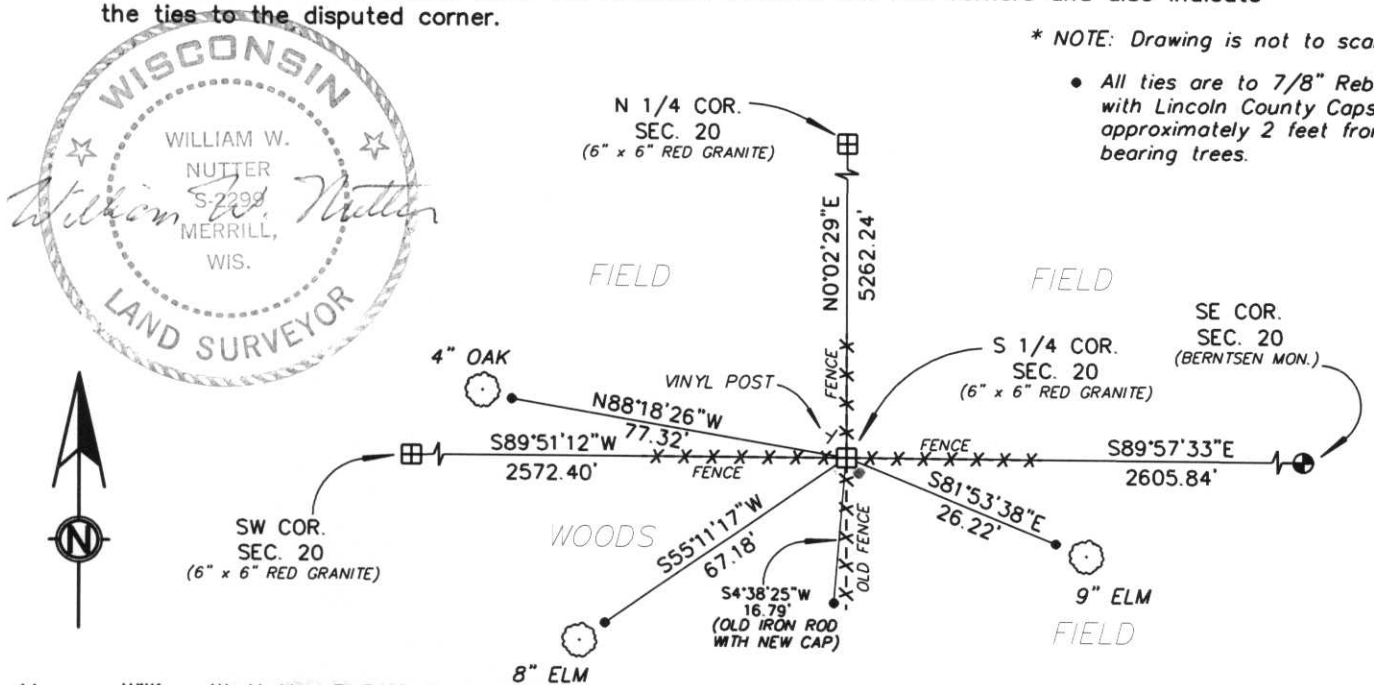 the ties to the disputed corner.
* NOTE: Drawing is not to
● All ties are to 7/8"
with Lincoln County Caps
approximately 2 feet
bearing trees.
WISCONSIN
WILLIAM W.
NUTTER
S-2299
MERRILL,
WIS.
LAND SURVEYOR
William W. Nutter
N 1/4 COR.
SEC. 20
(6" x 6" RED GRANITE)
N0°02'29"E
5262.24'
FIELD
FIELD
SE COR.
SEC. 20
(BERNTSEN MON.)
S 1/4 COR.
SEC. 20
(6" x 6" RED GRANITE)
4" OAK
VINYL POST
FENCE
N88°18'26"W
77.32'
S89°51'12"W
2572.40'
FENCE
FENCE
S89°57'33"E
2605.84'
S81°53'38"E
26.22'
SW COR.
SEC. 20
(6" x 6" RED GRANITE)
N
WOODS
S55°11'17"W
67.18'
OLD FENCE
S4°38'25"W
16.79'
(OLD IRON ROD
WITH NEW CAP)
9" ELM
FIELD
8" ELM